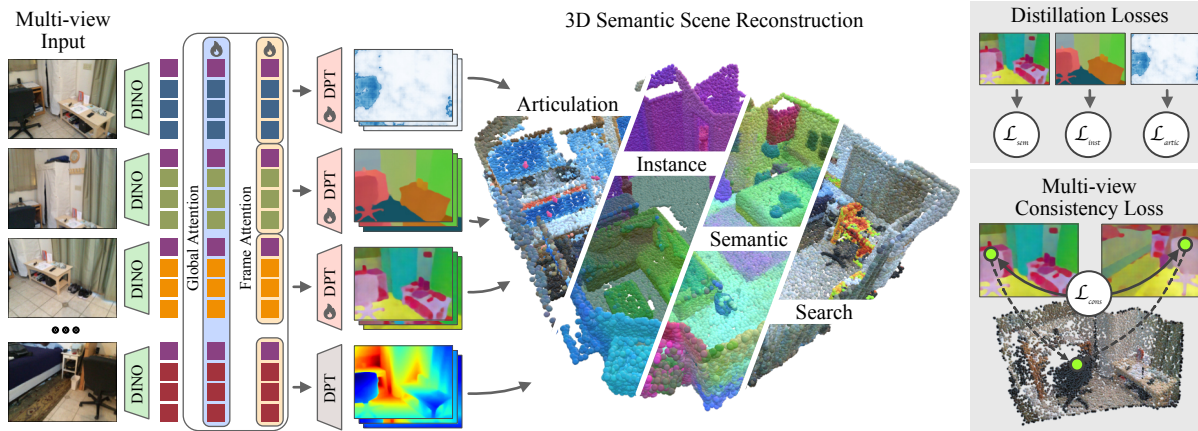 Multi-view
Input
DINO
DINO
DINO
DINO
Global Attention
Frame Attention
DPT
DPT
DPT
DPT
3D Semantic Scene Reconstruction
Articulation
Instance
Semantic
Search
Distillation Losses
ℒsem
ℒinst
ℒartic
Multi-view
Consistency Loss
ℒcons